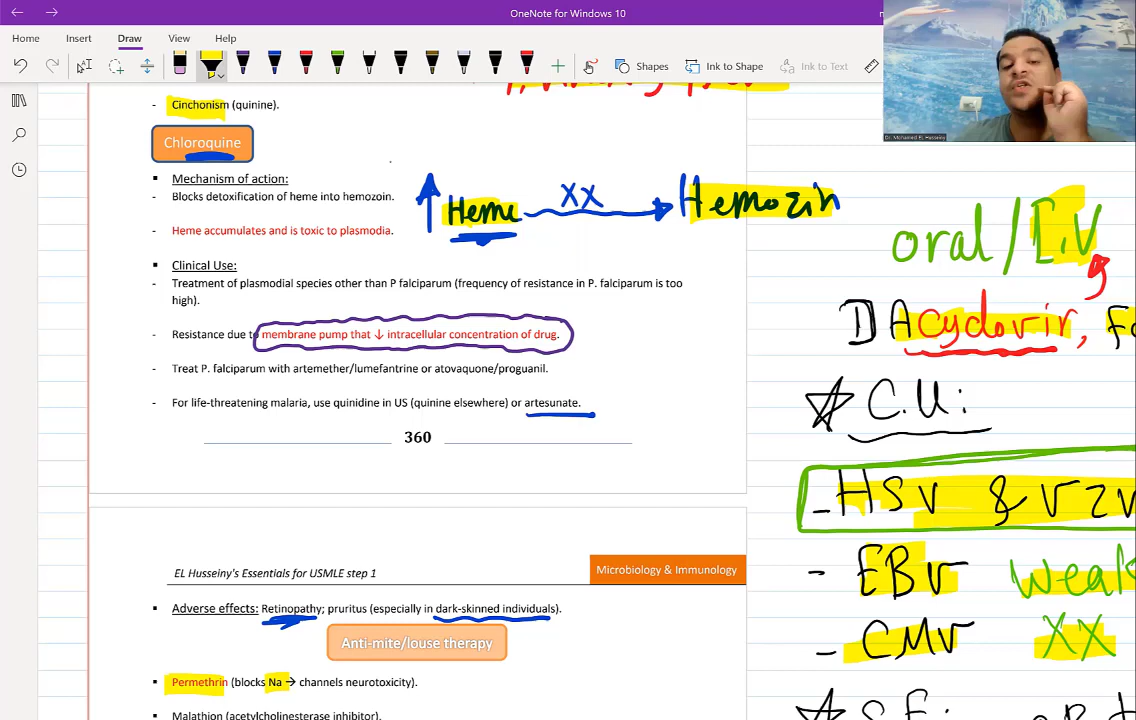 OneNote for Windows 10
Home Insert Draw View Help
Shapes Ink to Shape Ink to Text
- Cinchonism (quinine).
Chloroquine
Dr. Mohamed EL Husseiny
▪ Mechanism of action:
- Blocks detoxification of heme into hemozoin.
Heme xx Hemozin
- Heme accumulates and is toxic to plasmodia.
oral / I.V
▪ Clinical Use:
- Treatment of plasmodial species other than P falciparum (frequency of resistance in P. falciparum is too
high).
Acyclovir,
- Resistance due to membrane pump that ↓ intracellular concentration of drug.
- Treat P. falciparum with artemether/lumefantrine or atovaquone/proguanil.
- For life-threatening malaria, use quinidine in US (quinine elsewhere) or artesunate.
C.U:
360
- HSV & VZV
EL Husseiny's Essentials for USMLE step 1
Microbiology & Immunology
- EBV weak
▪ Adverse effects: Retinopathy; pruritus (especially in dark-skinned individuals).
Anti-mite/louse therapy
- CMV XX
▪ Permethrin (blocks Na → channels neurotoxicity).
▪ Malathion (acetylcholinesterase inhibitor).